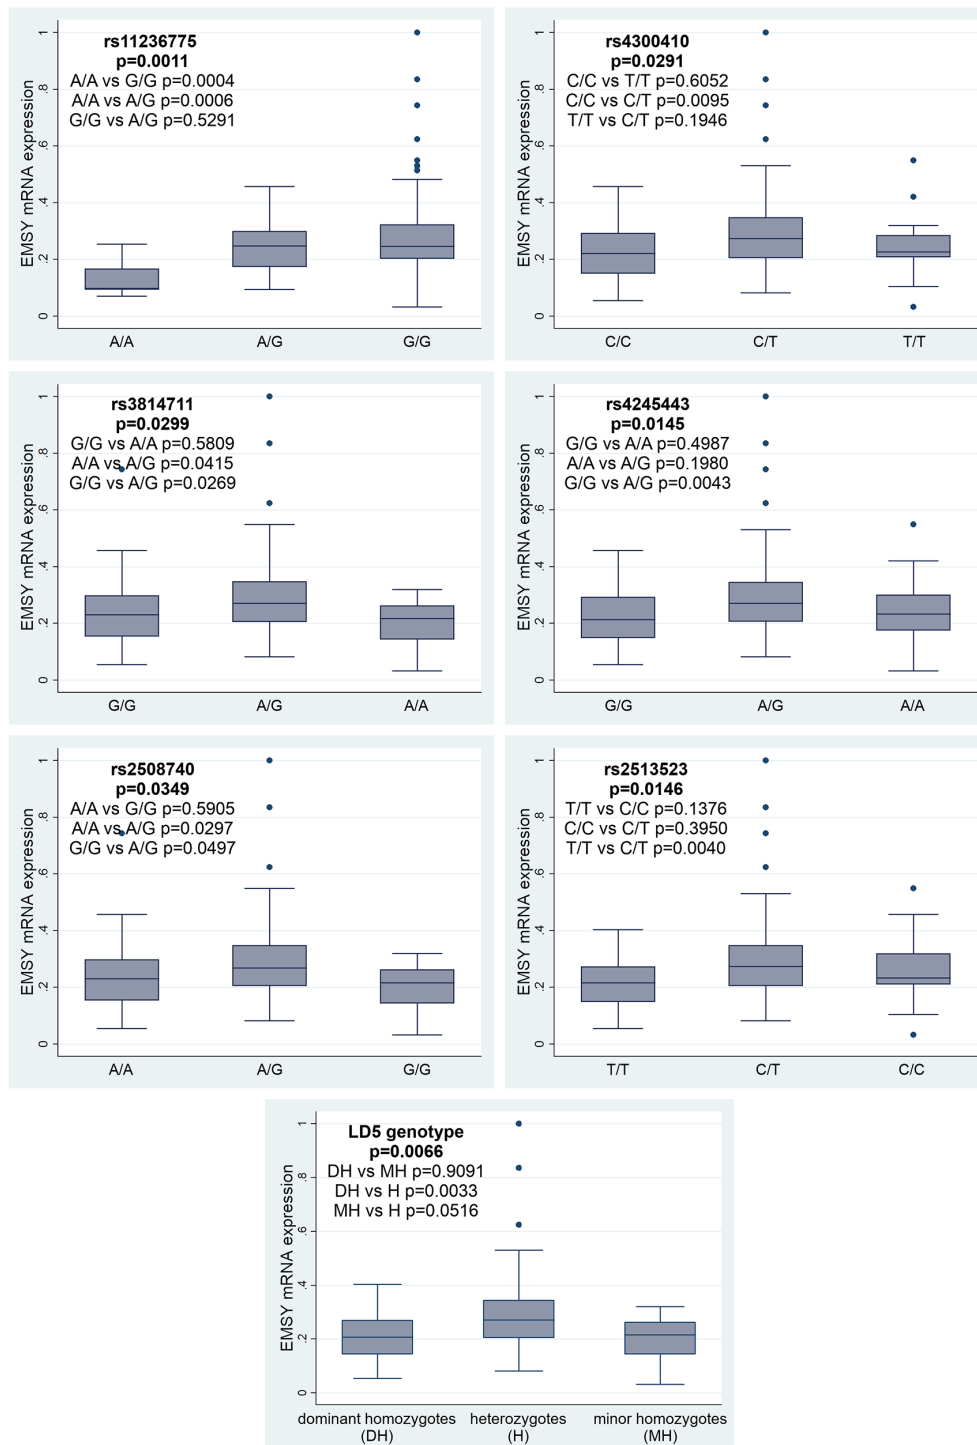 rs11236775
p=0.0011
A/A vs G/G p=0.0004
A/A vs A/G p=0.0006
G/G vs A/G p=0.5291
EMSY mRNA expression
1
.8
.6
.4
.2
0
A/A A/G G/G
rs4300410
p=0.0291
C/C vs T/T p=0.6052
C/C vs C/T p=0.0095
T/T vs C/T p=0.1946
EMSY mRNA expression
1
.8
.6
.4
.2
0
C/C C/T T/T
rs3814711
p=0.0299
G/G vs A/A p=0.5809
A/A vs A/G p=0.0415
G/G vs A/G p=0.0269
EMSY mRNA expression
1
.8
.6
.4
.2
0
G/G A/G A/A
rs4245443
p=0.0145
G/G vs A/A p=0.4987
A/A vs A/G p=0.1980
G/G vs A/G p=0.0043
EMSY mRNA expression
1
.8
.6
.4
.2
0
G/G A/G A/A
rs2508740
p=0.0349
A/A vs G/G p=0.5905
A/A vs A/G p=0.0297
G/G vs A/G p=0.0497
EMSY mRNA expression
1
.8
.6
.4
.2
0
A/A A/G G/G
rs2513523
p=0.0146
T/T vs C/C p=0.1376
C/C vs C/T p=0.3950
T/T vs C/T p=0.0040
EMSY mRNA expression
1
.8
.6
.4
.2
0
T/T C/T C/C
LD5 genotype
p=0.0066
DH vs MH p=0.9091
DH vs H p=0.0033
MH vs H p=0.0516
EMSY mRNA expression
1
.8
.6
.4
.2
0
dominant homozygotes heterozygotes minor homozygotes
(DH) (H) (MH)